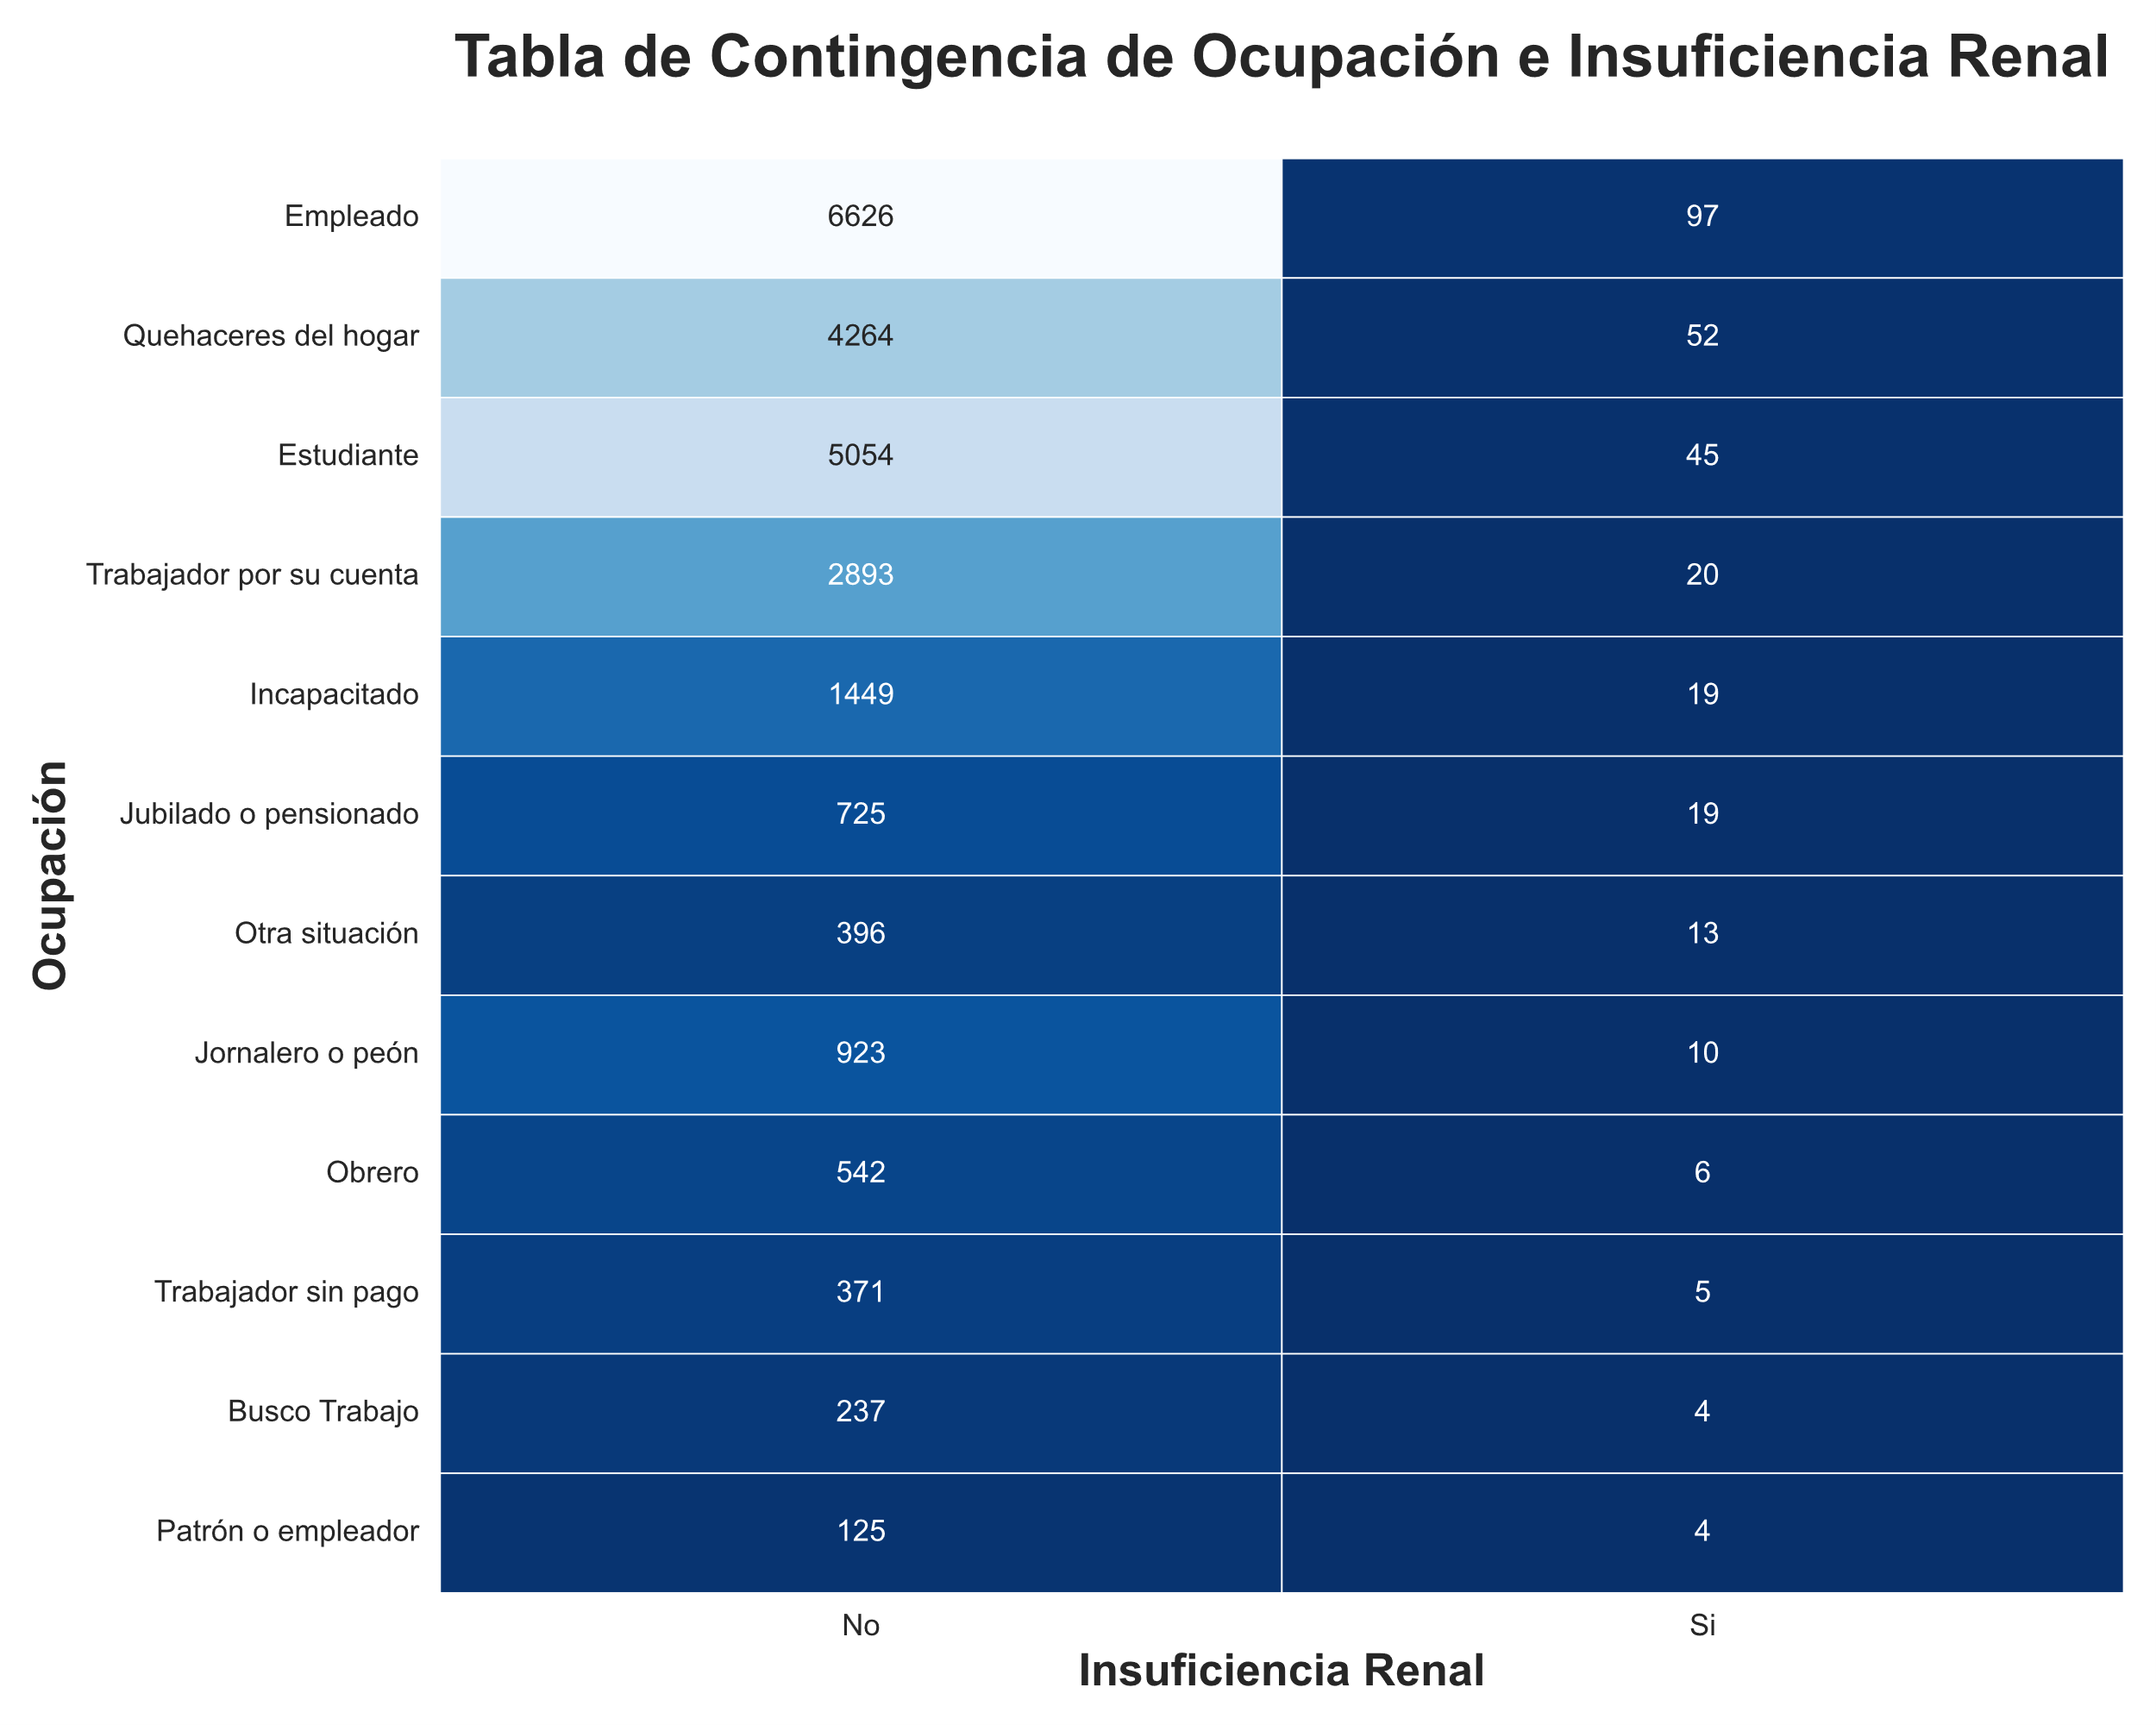 Tabla de Contingencia de Ocupación e Insuficiencia Renal
Ocupación
Empleado 6626 97
Quehaceres del hogar 4264 52
Estudiante 5054 45
Trabajador por su cuenta 2893 20
Incapacitado 1449 19
Jubilado o pensionado 725 19
Otra situación 396 13
Jornalero o peón 923 10
Obrero 542 6
Trabajador sin pago 371 5
Busco Trabajo 237 4
Patrón o empleador 125 4
No Si
Insuficiencia Renal